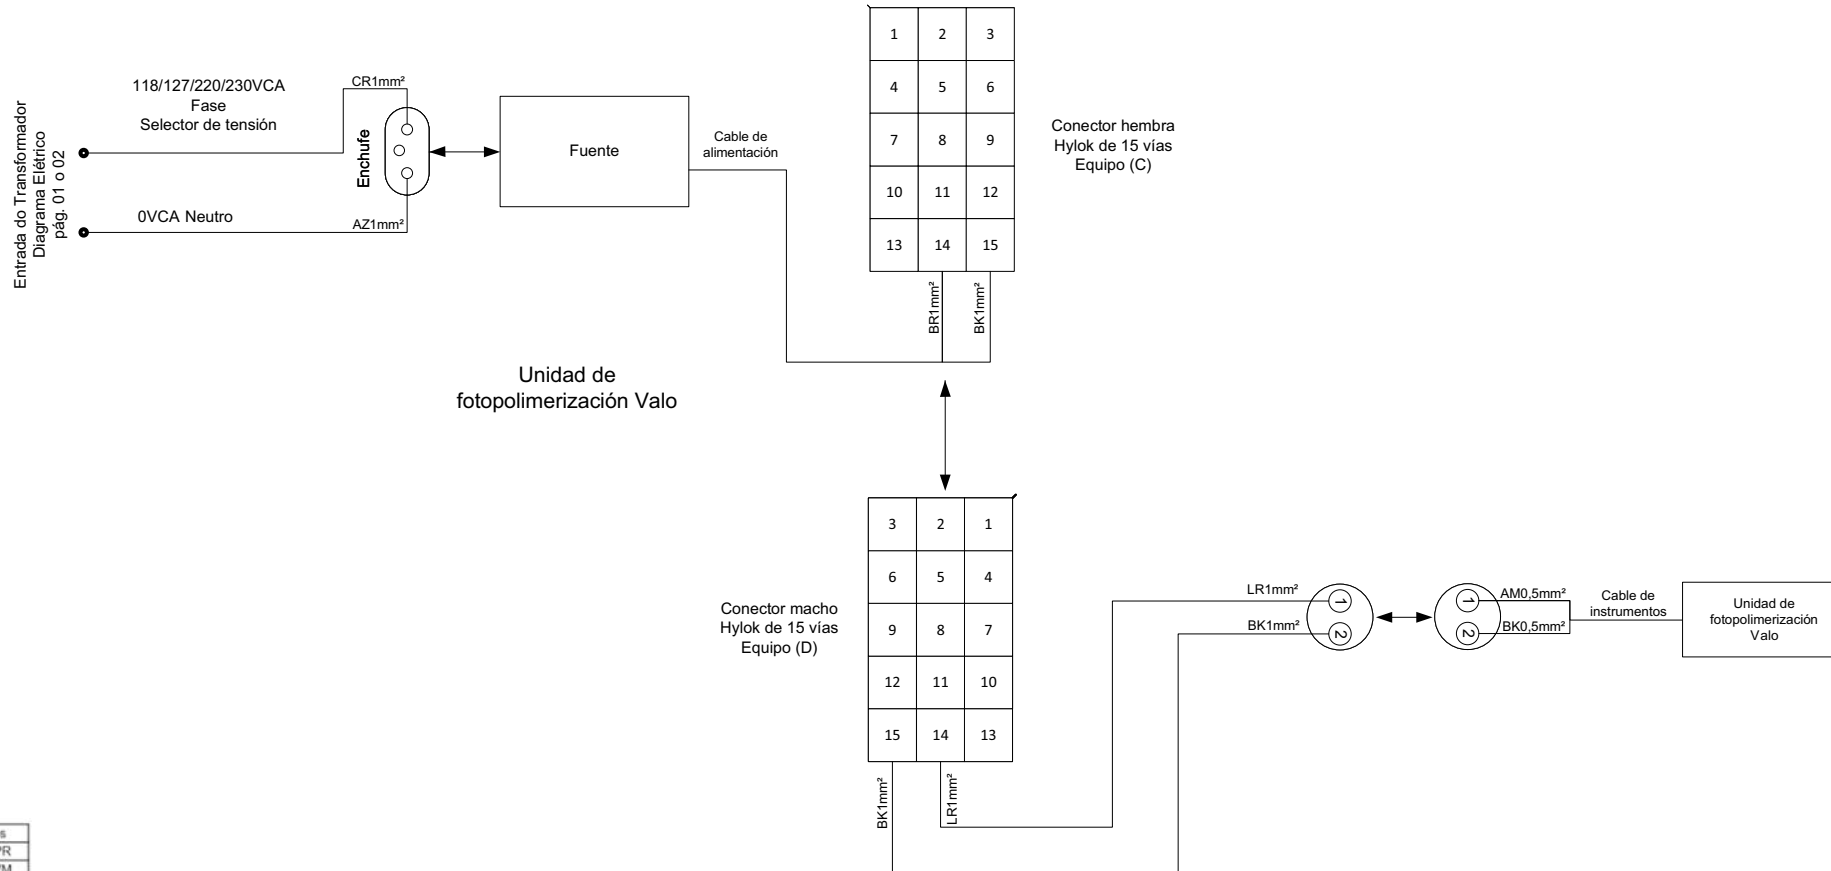 Entrada do Transformador
Diagrama Elétrico
pág. 01 o 02
118/127/220/230VCA
Fase
Selector de tensión
CR1mm²
Enchufe
0VCA Neutro
AZ1mm²
Fuente
Cable de
alimentación
1 2 3
4 5 6
7 8 9
10 11 12
13 14 15
Conector hembra
Hylok de 15 vías
Equipo (C)
BR1mm²
BK1mm²
Unidad de
fotopolimerización Valo
3 2 1
6 5 4
9 8 7
12 11 10
15 14 13
Conector macho
Hylok de 15 vías
Equipo (D)
BK1mm²
LR1mm²
LR1mm²
BK1mm²
1
2
1
2
AM0,5mm²
BK0,5mm²
Cable de
instrumentos
Unidad de
fotopolimerización
Valo